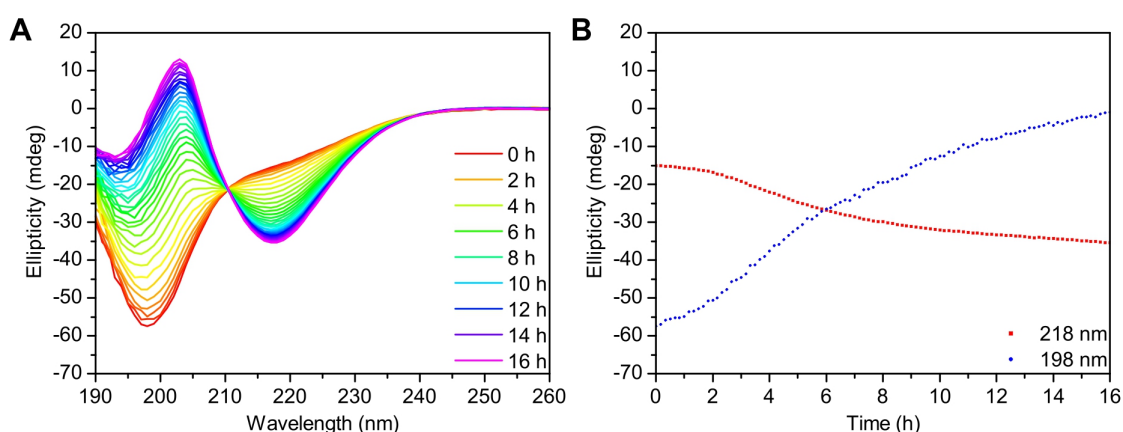 A
Ellipticity (mdeg)
20
10
0
-10
-20
-30
-40
-50
-60
-70
190 200 210 220 230 240 250 260
Wavelength (nm)
0 h
2 h
4 h
6 h
8 h
10 h
12 h
14 h
16 h
B
Ellipticity (mdeg)
20
10
0
-10
-20
-30
-40
-50
-60
-70
0 2 4 6 8 10 12 14 16
Time (h)
218 nm
198 nm